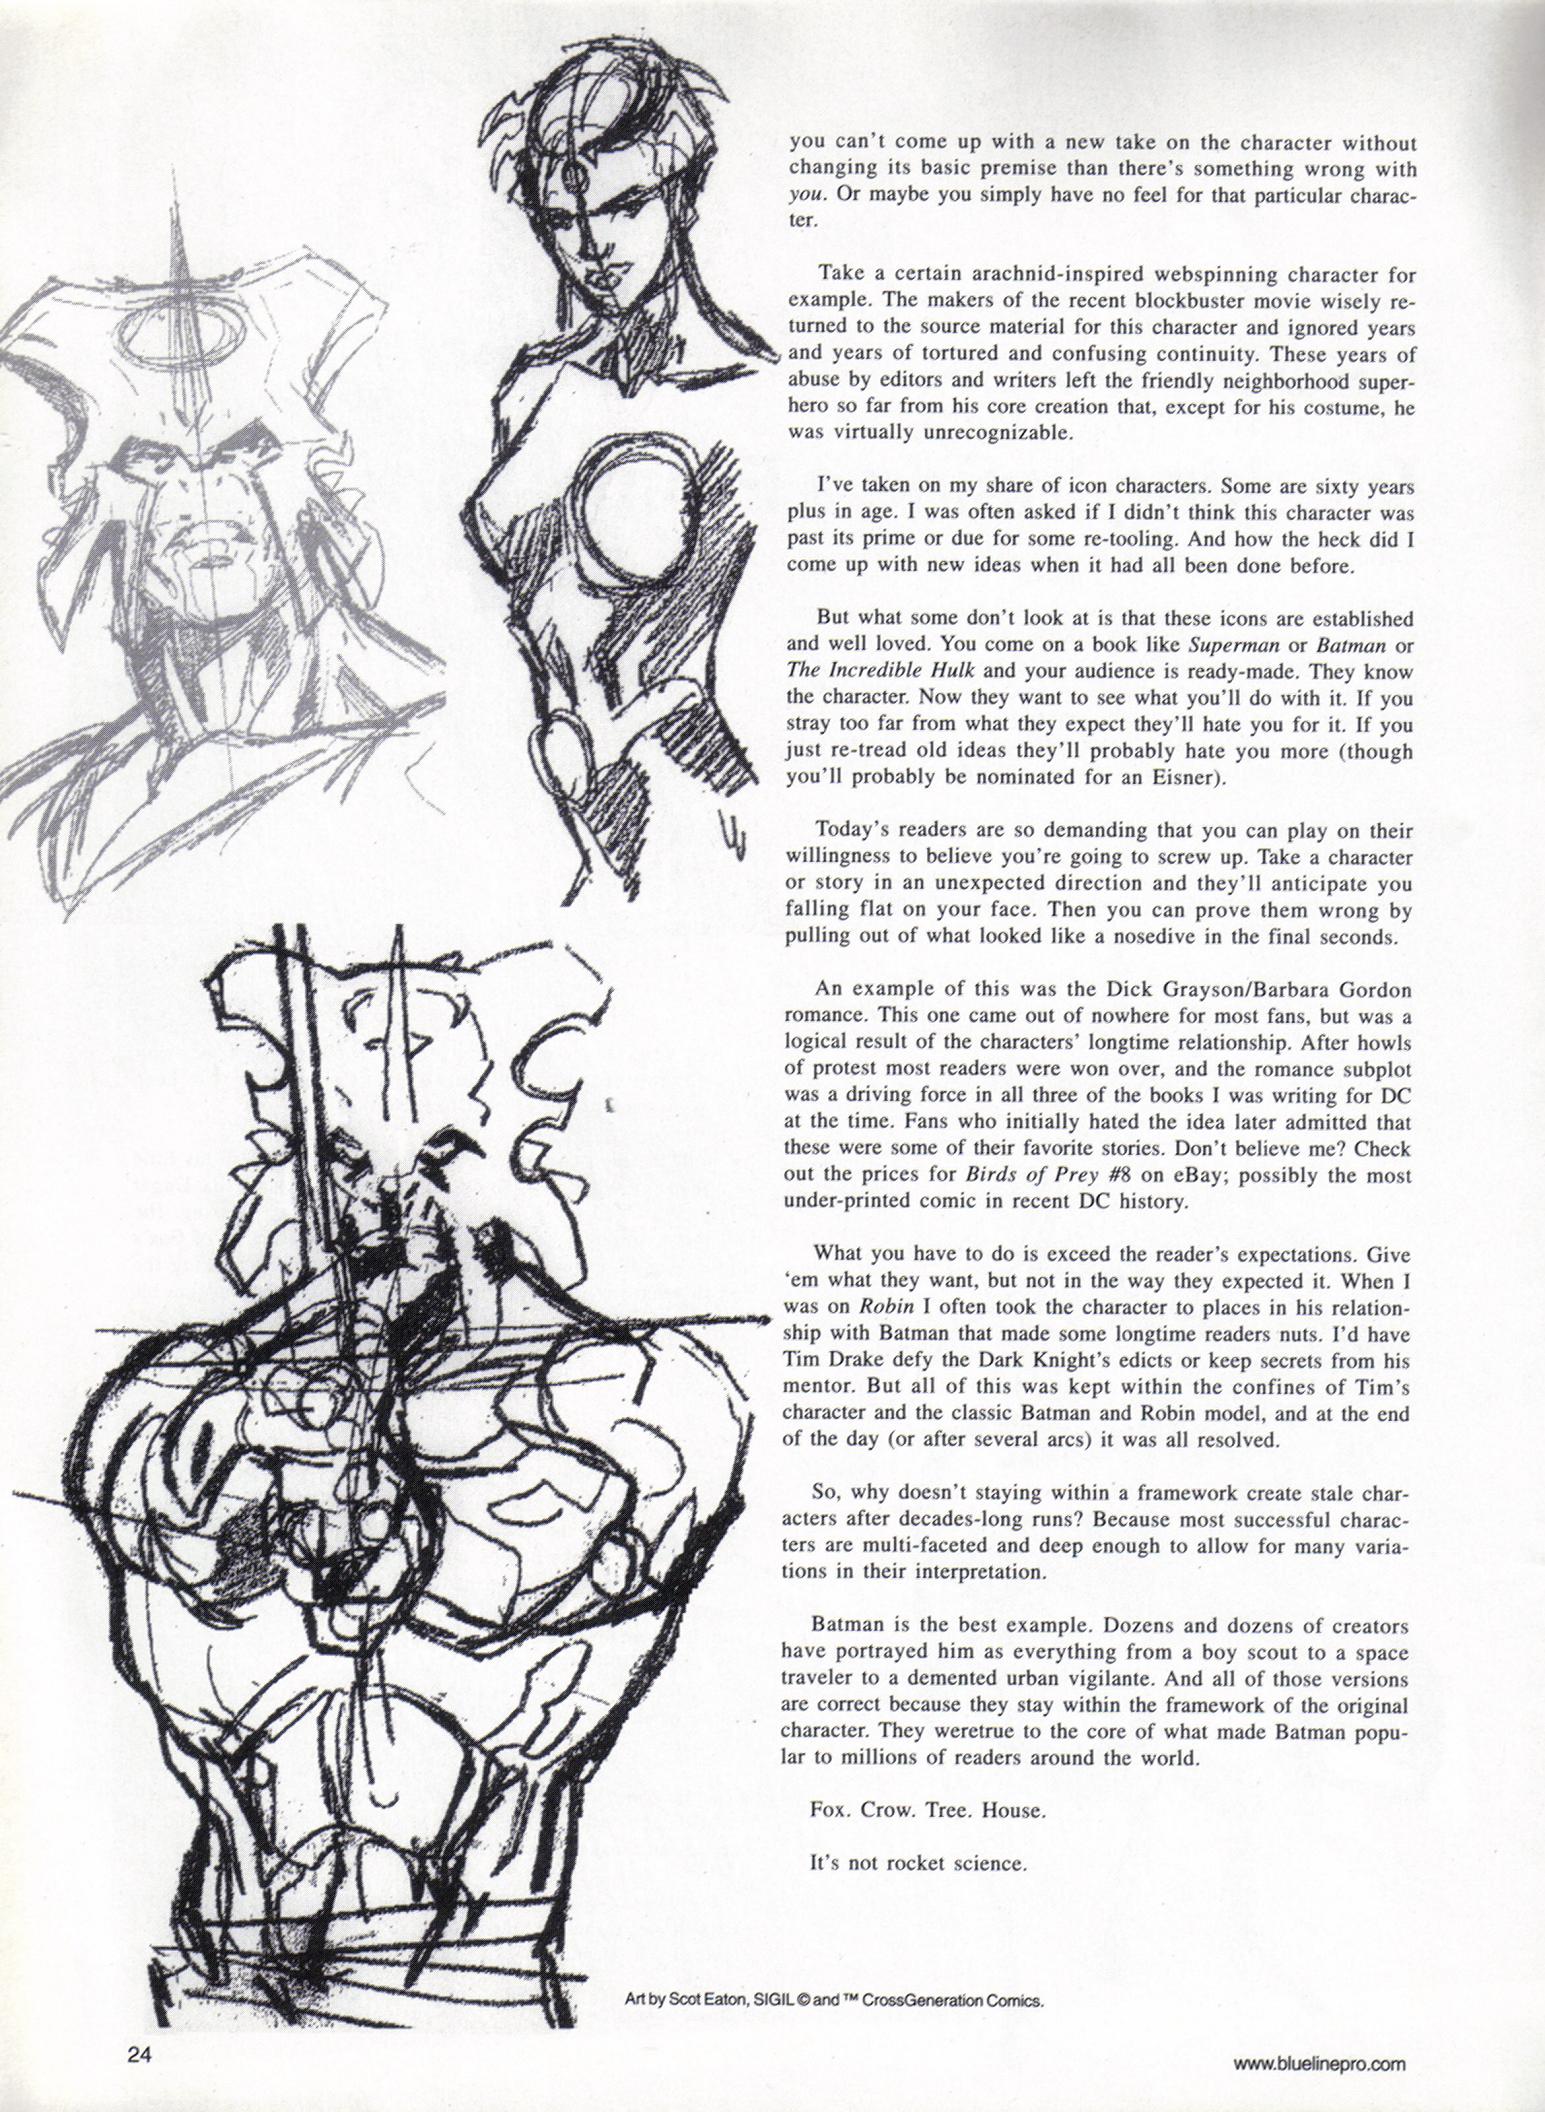 you can't come up with a new take on the character without
changing its basic premise than there's something wrong with
you. Or maybe you simply have no feel for that particular charac-
ter.
Take a certain arachnid-inspired webspinning character for
example. The makers of the recent blockbuster movie wisely re-
turned to the source material for this character and ignored years
and years of tortured and confusing continuity. These years of
abuse by editors and writers left the friendly neighborhood super-
hero so far from his core creation that, except for his costume, he
was virtually unrecognizable.
I've taken on my share of icon characters. Some are sixty years
plus in age. I was often asked if I didn't think this character was
past its prime or due for some re-tooling. And how the heck did I
come up with new ideas when it had all been done before.
But what some don't look at is that these icons are established
and well loved. You come on a book like Superman or Batman or
The Incredible Hulk and your audience is ready-made. They know
the character. Now they want to see what you'll do with it. If you
stray too far from what they expect they'll hate you for it. If you
just re-tread old ideas they'll probably hate you more (though
you'll probably be nominated for an Eisner).
Today's readers are so demanding that you can play on their
willingness to believe you're going to screw up. Take a character
or story in an unexpected direction and they'll anticipate you
falling flat on your face. Then you can prove them wrong by
pulling out of what looked like a nosedive in the final seconds.
An example of this was the Dick Grayson/Barbara Gordon
romance. This one came out of nowhere for most fans, but was a
logical result of the characters' longtime relationship. After howls
of protest most readers were won over, and the romance subplot
was a driving force in all three of the books I was writing for DC
at the time. Fans who initially hated the idea later admitted that
these were some of their favorite stories. Don't believe me? Check
out the prices for Birds of Prey #8 on eBay; possibly the most
under-printed comic in recent DC history.
What you have to do is exceed the reader's expectations. Give
'em what they want, but not in the way they expected it. When I
was on Robin I often took the character to places in his relation-
ship with Batman that made some longtime readers nuts. I'd have
Tim Drake defy the Dark Knight's edicts or keep secrets from his
mentor. But all of this was kept within the confines of Tim's
character and the classic Batman and Robin model, and at the end
of the day (or after several arcs) it was all resolved.
So, why doesn't staying within a framework create stale char-
acters after decades-long runs? Because most successful charac-
ters are multi-faceted and deep enough to allow for many varia-
tions in their interpretation.
Batman is the best example. Dozens and dozens of creators
have portrayed him as everything from a boy scout to a space
traveler to a demented urban vigilante. And all of those versions
are correct because they stay within the framework of the original
character. They weretrue to the core of what made Batman popu-
lar to millions of readers around the world.
Fox. Crow. Tree. House.
It's not rocket science.
Art by Scot Eaton, SIGIL © and ™ CrossGeneration Comics.
24
www.bluelinepro.com